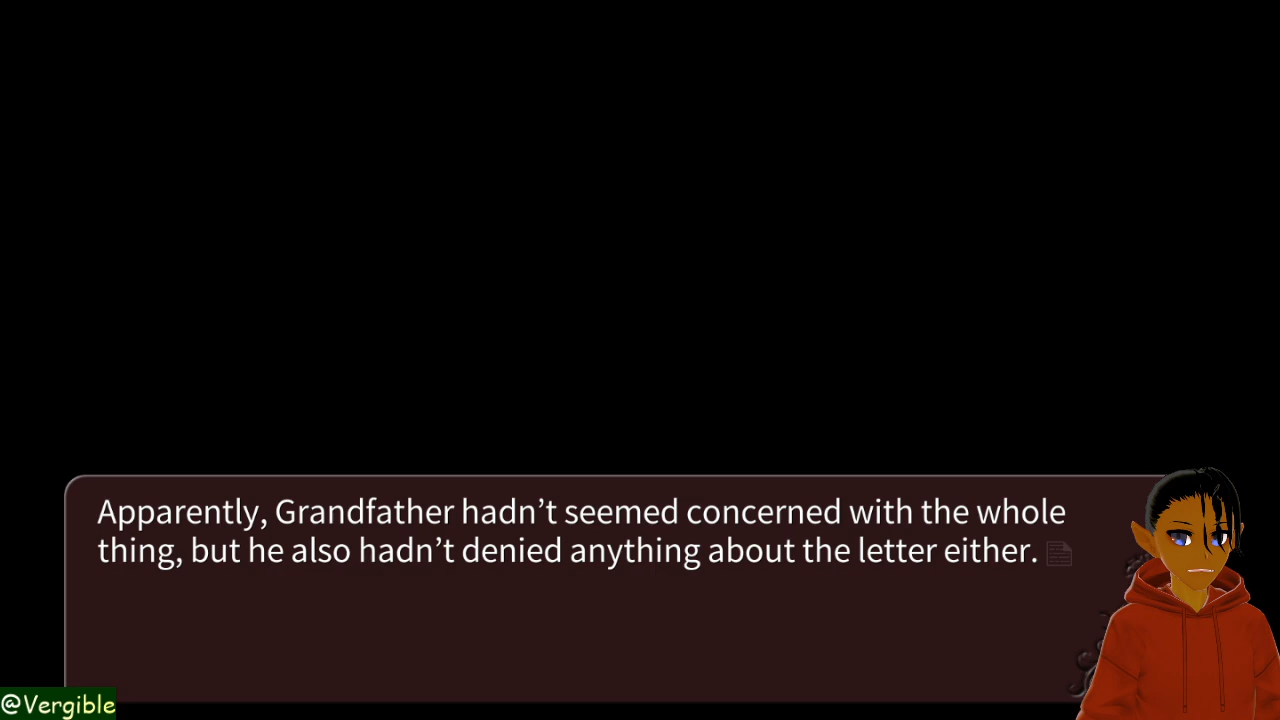 Apparently, Grandfather hadn’t seemed concerned with the whole
thing, but he also hadn’t denied anything about the letter either.
@Vergible